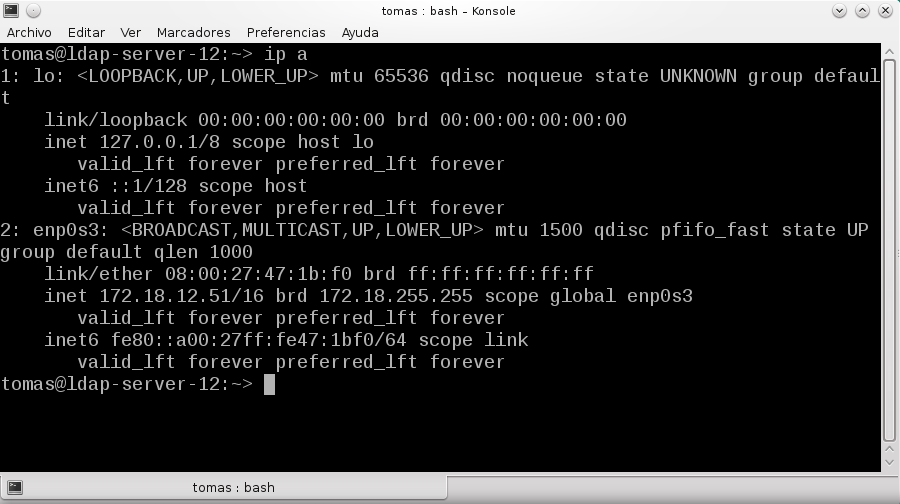 tomas : bash – Konsole
Archivo Editar Ver Marcadores Preferencias Ayuda
tomas@ldap-server-12:~> ip a
1: lo: <LOOPBACK,UP,LOWER_UP> mtu 65536 qdisc noqueue state UNKNOWN group defaul
t
    link/loopback 00:00:00:00:00:00 brd 00:00:00:00:00:00
    inet 127.0.0.1/8 scope host lo
       valid_lft forever preferred_lft forever
    inet6 ::1/128 scope host
       valid_lft forever preferred_lft forever
2: enp0s3: <BROADCAST,MULTICAST,UP,LOWER_UP> mtu 1500 qdisc pfifo_fast state UP
group default qlen 1000
    link/ether 08:00:27:47:1b:f0 brd ff:ff:ff:ff:ff:ff
    inet 172.18.12.51/16 brd 172.18.255.255 scope global enp0s3
       valid_lft forever preferred_lft forever
    inet6 fe80::a00:27ff:fe47:1bf0/64 scope link
       valid_lft forever preferred_lft forever
tomas@ldap-server-12:~>
tomas : bash